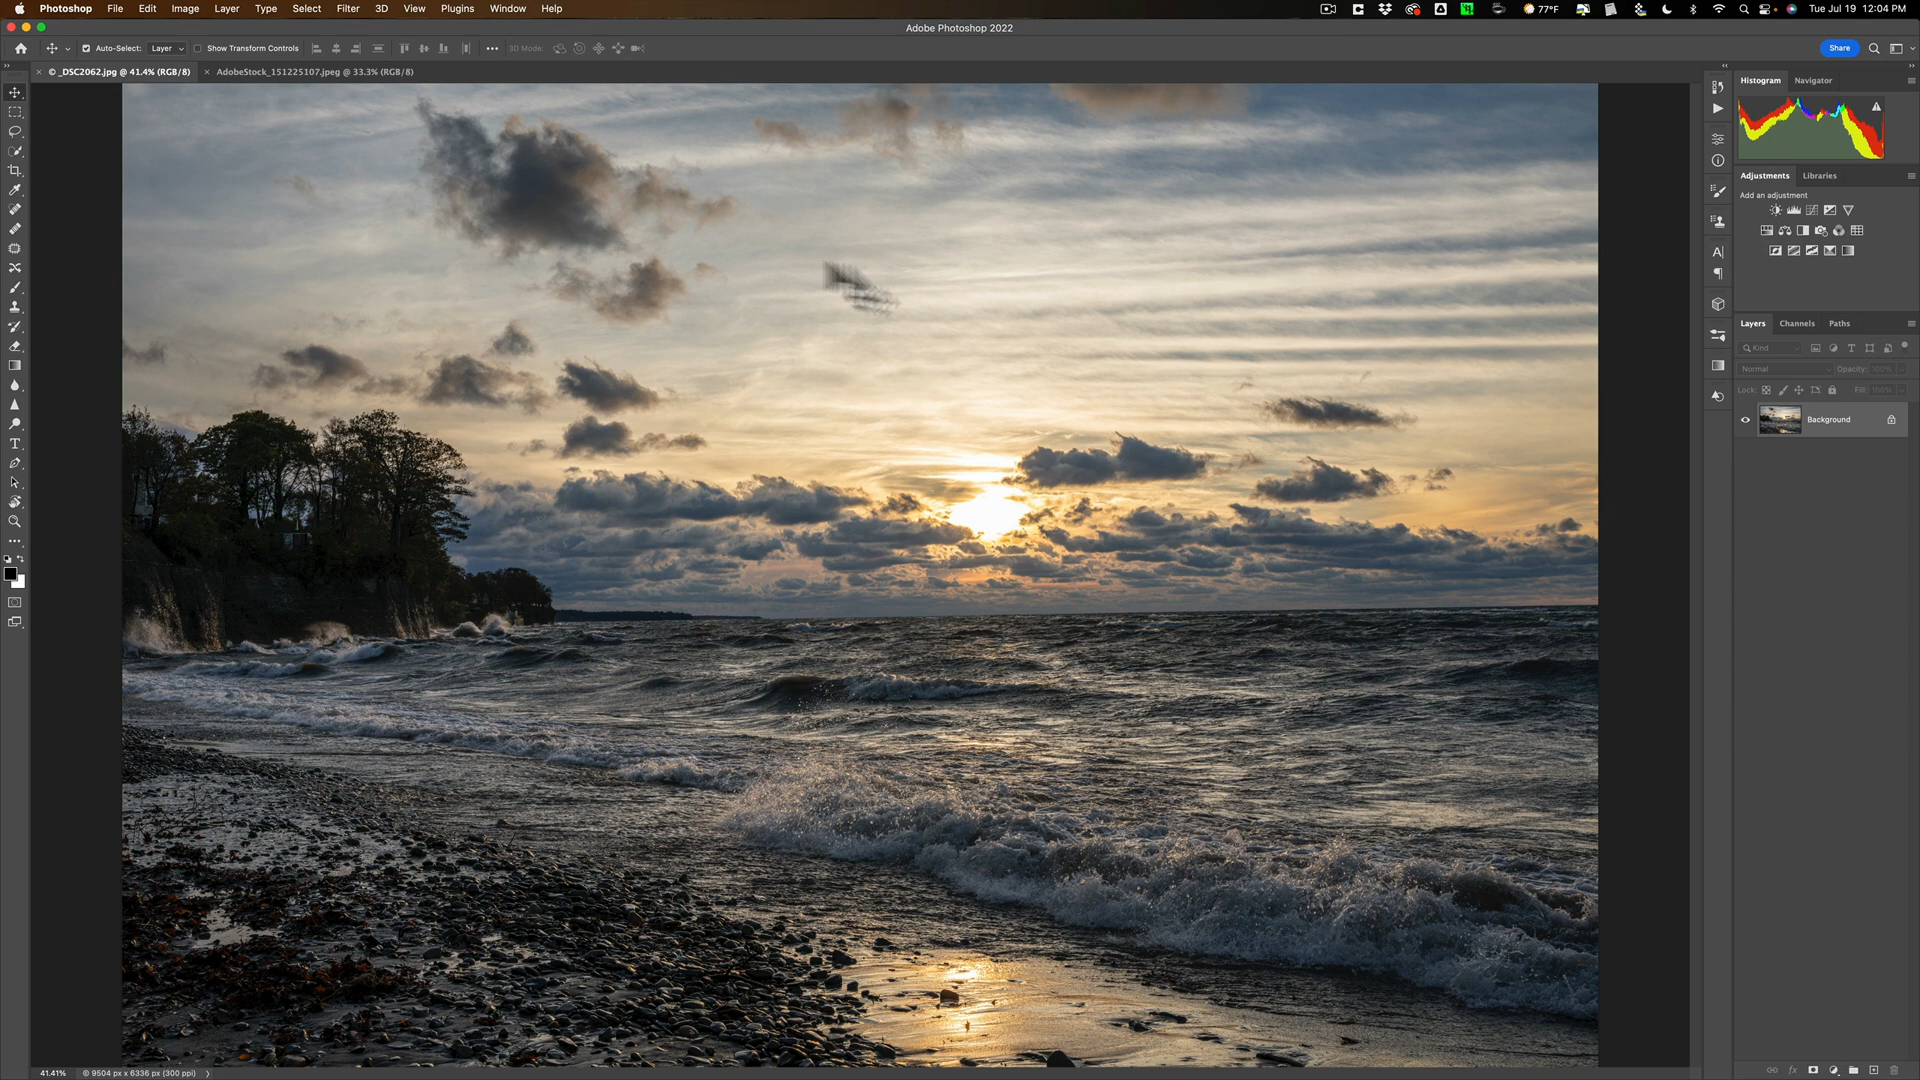 Photoshop File Edit Image Layer Type Select Filter 3D View Plugins Window Help 77°F Tue Jul 19 12:04 PM
Adobe Photoshop 2022
Auto-Select: Layer Show Transform Controls 3D Mode: Share
© _DSC2062.jpg @ 41.4% (RGB/8) AdobeStock_151225107.jpeg @ 33.3% (RGB/8)
Histogram Navigator
Adjustments Libraries
Add an adjustment
Layers Channels Paths
Kind
Normal Opacity: 100%
Lock: Fill: 100%
Background
41.41% 9504 px x 6336 px (300 ppi)